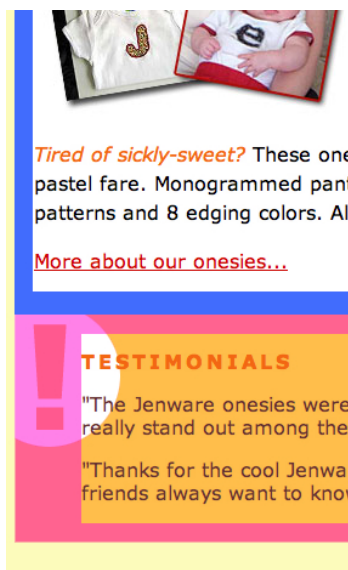 J e
Tired of sickly-sweet? These one
pastel fare. Monogrammed pan
patterns and 8 edging colors. Al
More about our onesies...
!
TESTIMONIALS
"The Jenware onesies were
really stand out among the
"Thanks for the cool Jenwa
friends always want to kno